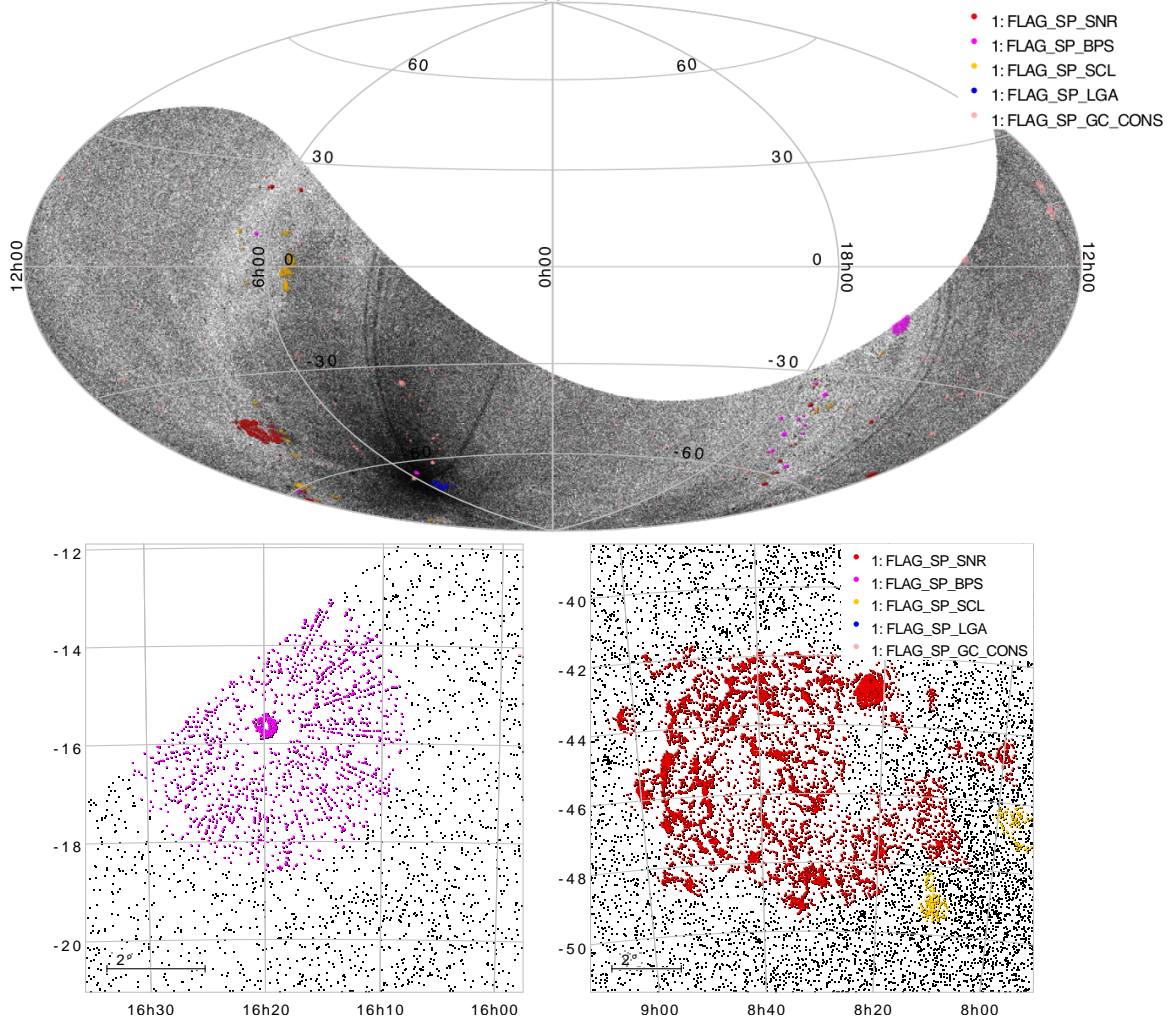 1: FLAG_SP_SNR
1: FLAG_SP_BPS
1: FLAG_SP_SCL
1: FLAG_SP_LGA
1: FLAG_SP_GC_CONS
60 60
30 30
12h00 6h00 0 0h00 0 18h00 12h00
-30 -30
-60 -60
-12
-14
-16
-18
-20
2°
16h30 16h20 16h10 16h00
1: FLAG_SP_SNR
1: FLAG_SP_BPS
1: FLAG_SP_SCL
1: FLAG_SP_LGA
1: FLAG_SP_GC_CONS
-40
-42
-44
-46
-48
-50
2°
9h00 8h40 8h20 8h00